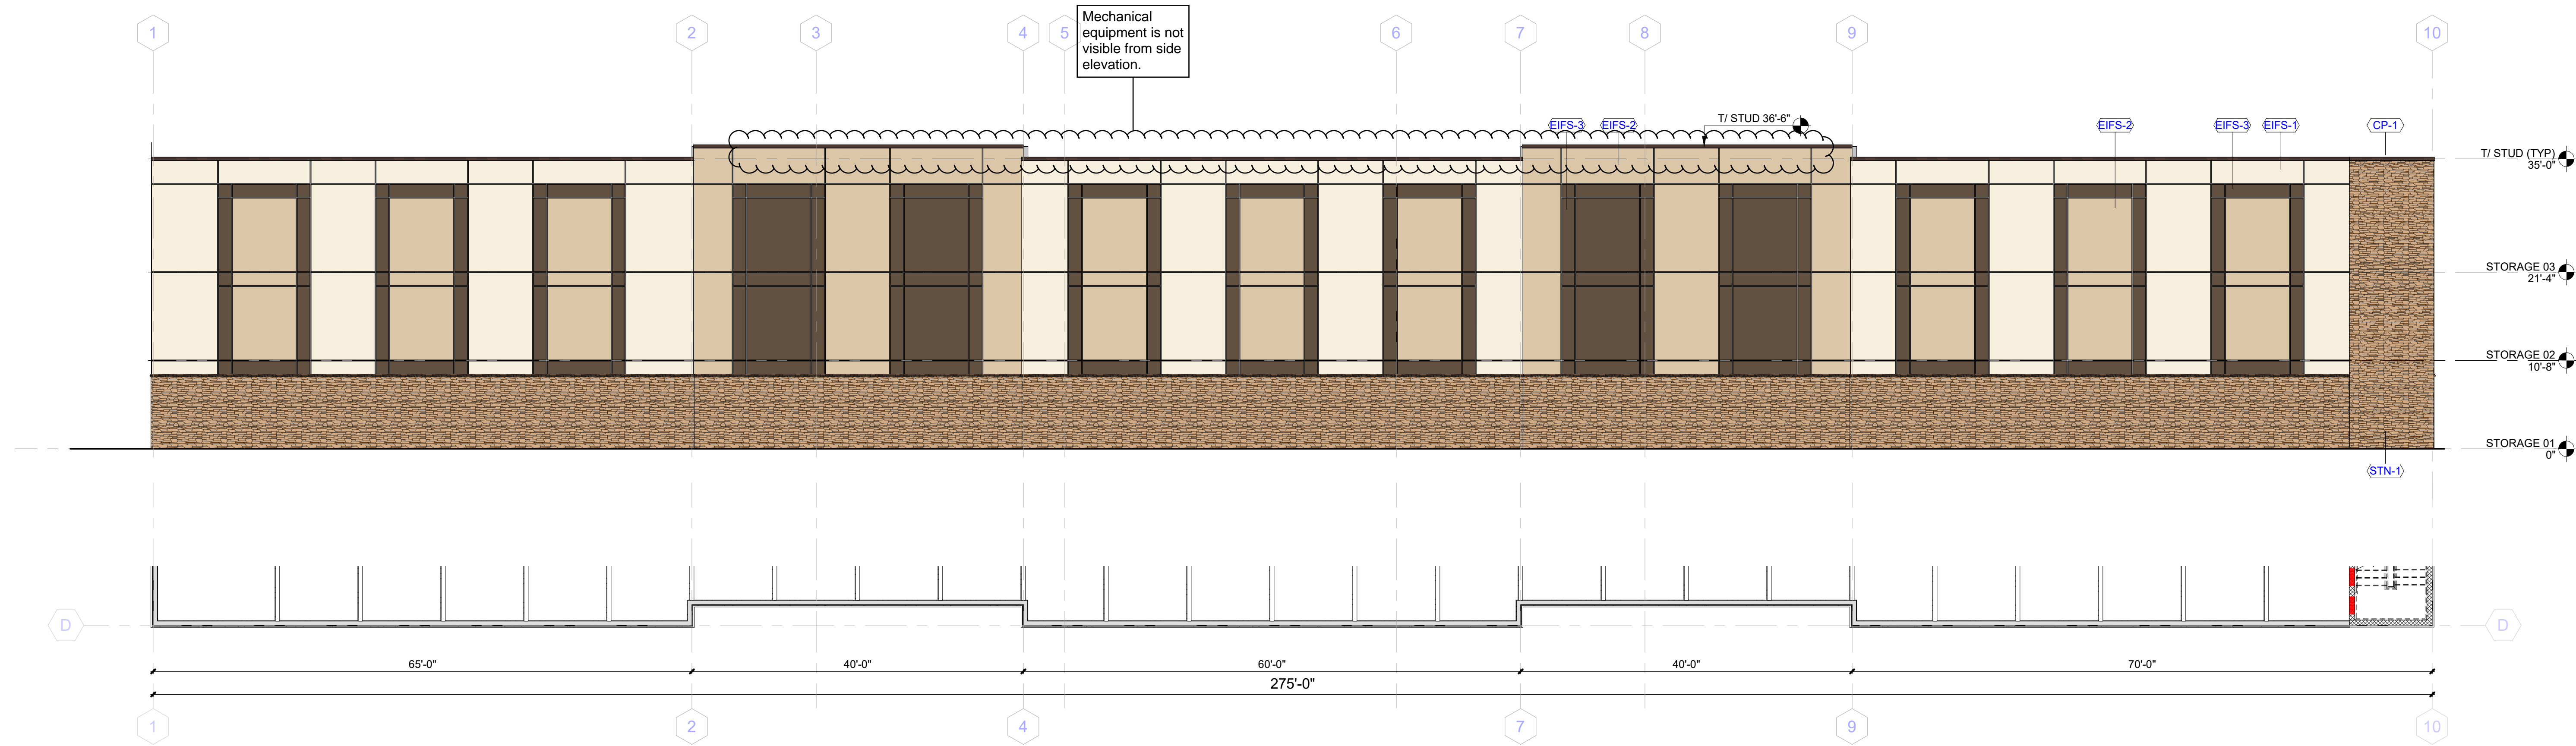 1
2
3
4
5
6
7
8
9
10
Mechanical
equipment is not
visible from side
elevation.
EIFS-3
EIFS-2
T/ STUD 36'-6"
EIFS-2
EIFS-3
EIFS-1
CP-1
T/ STUD (TYP)
35'-0"
STORAGE 03
21'-4"
STORAGE 02
10'-8"
STORAGE 01
0"
STN-1
D
D
65'-0"
40'-0"
60'-0"
40'-0"
70'-0"
275'-0"
1
2
4
7
9
10